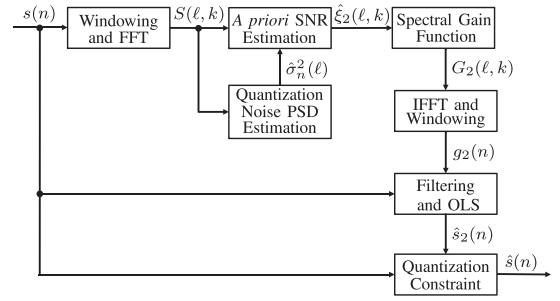 s(n)
Windowing
and FFT
S(ℓ, k)
A priori SNR
Estimation
ξ̂₂(ℓ, k)
Spectral Gain
Function
σ̂ₙ²(ℓ)
G₂(ℓ, k)
Quantization
Noise PSD
Estimation
IFFT and
Windowing
g₂(n)
Filtering
and OLS
ŝ₂(n)
Quantization
Constraint
ŝ(n)